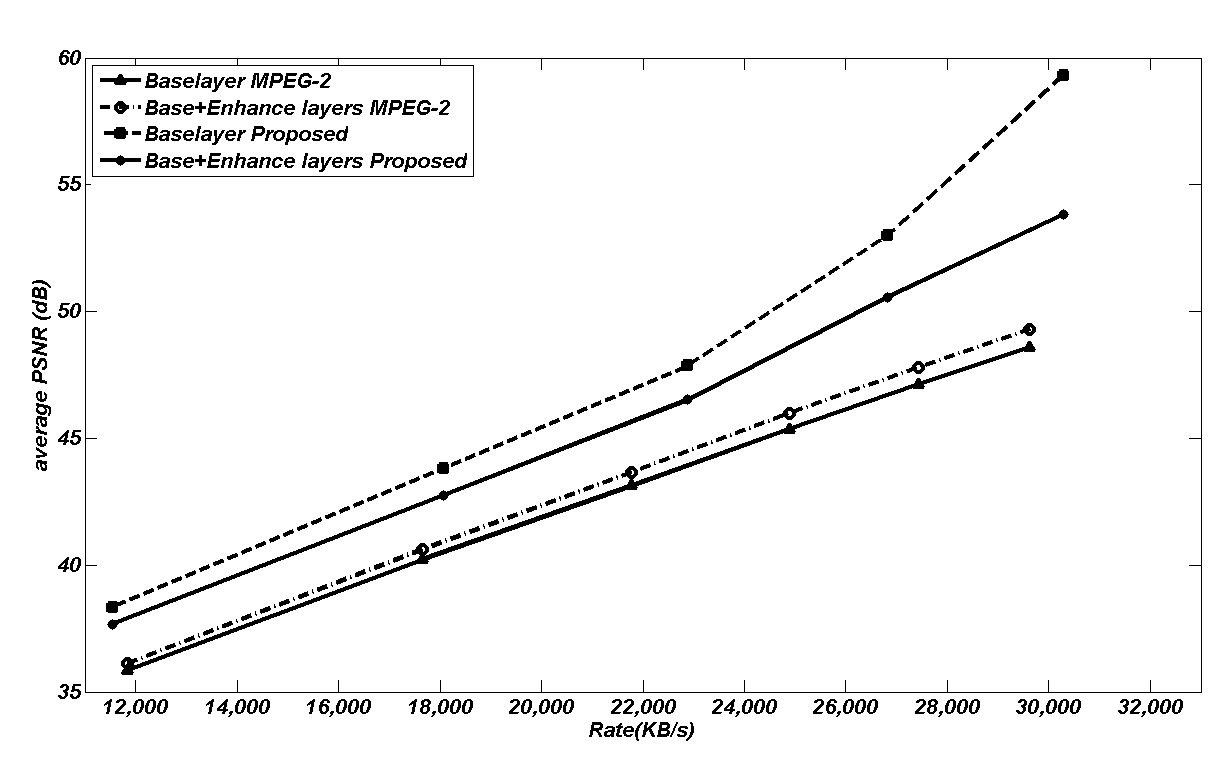 60
Baselayer MPEG-2
Base+Enhance layers MPEG-2
Baselayer Proposed
Base+Enhance layers Proposed
55
50
average PSNR (dB)
45
40
35
12,000 14,000 16,000 18,000 20,000 22,000 24,000 26,000 28,000 30,000 32,000
Rate(KB/s)